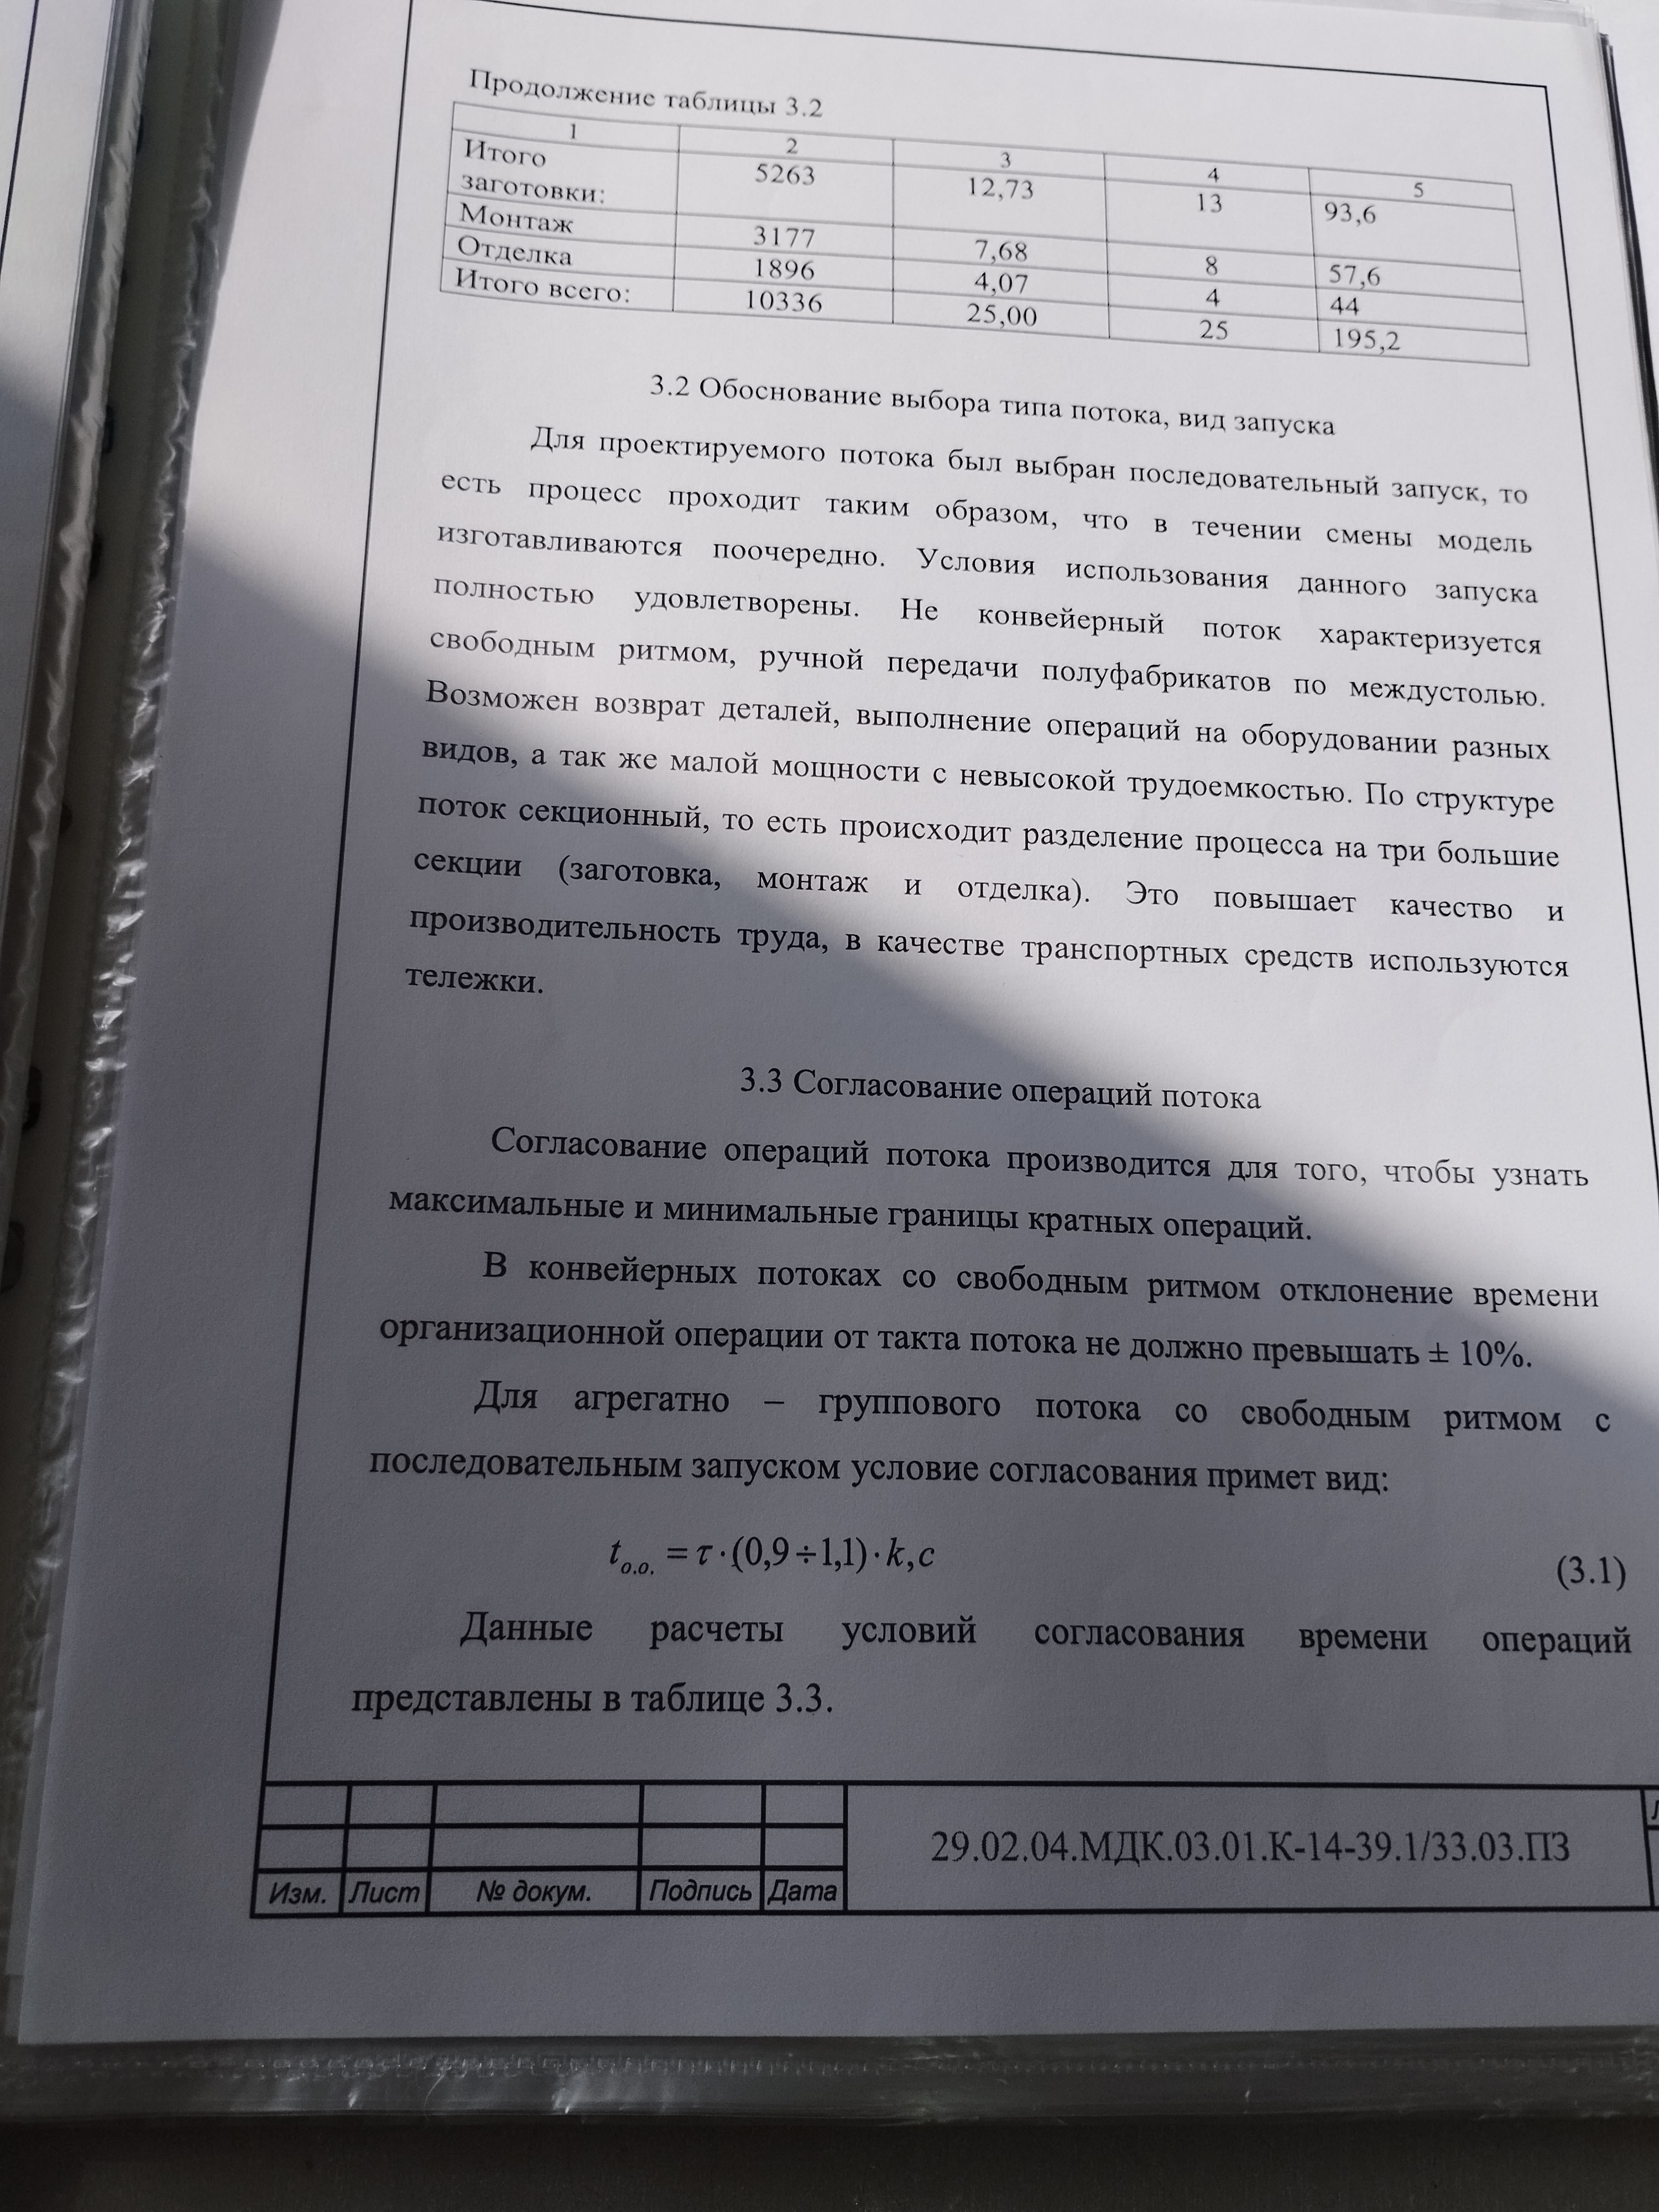 Продолжение таблицы 3.2
1 2 3 4 5
Итого заготовки: 5263 12,73 13 93,6
Монтаж 3177 7,68 8 57,6
Отделка 1896 4,07 4 44
Итого всего: 10336 25,00 25 195,2
3.2 Обоснование выбора типа потока, вид запуска
Для проектируемого потока был выбран последовательный запуск, то
есть процесс проходит таким образом, что в течении смены модель
изготавливаются поочередно. Условия использования данного запуска
полностью удовлетворены. Не конвейерный поток характеризуется
свободным ритмом, ручной передачи полуфабрикатов по междустолью.
Возможен возврат деталей, выполнение операций на оборудовании разных
видов, а так же малой мощности с невысокой трудоемкостью. По структуре
поток секционный, то есть происходит разделение процесса на три большие
секции (заготовка, монтаж и отделка). Это повышает качество и
производительность труда, в качестве транспортных средств используются
тележки.
3.3 Согласование операций потока
Согласование операций потока производится для того, чтобы узнать
максимальные и минимальные границы кратных операций.
В конвейерных потоках со свободным ритмом отклонение времени
организационной операции от такта потока не должно превышать ± 10%.
Для агрегатно – группового потока со свободным ритмом с
последовательным запуском условие согласования примет вид:
t о.о. = τ · (0,9 ÷ 1,1) · k, с (3.1)
Данные расчеты условий согласования времени операций
представлены в таблице 3.3.
29.02.04.МДК.03.01.К-14-39.1/33.03.ПЗ
Изм. Лист № докум. Подпись Дата